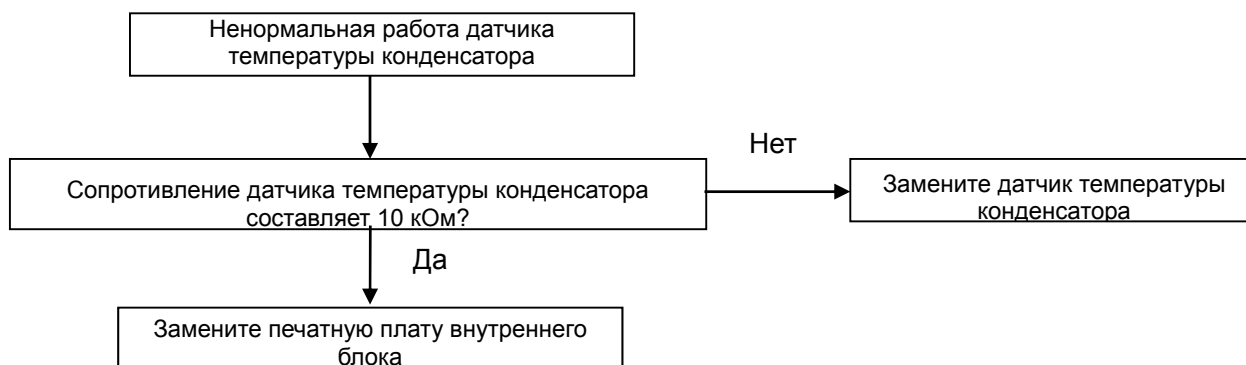 Ненормальная работа датчика
температуры конденсатора
Нет
Сопротивление датчика температуры конденсатора
составляет 10 кОм?
Замените датчик температуры
конденсатора
Да
Замените печатную плату внутреннего
блока